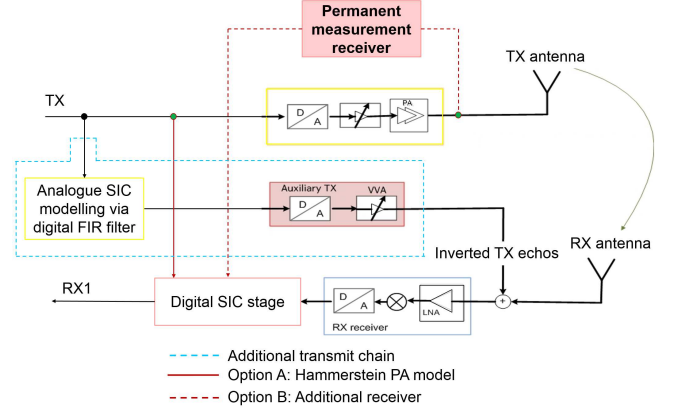 Permanent
measurement
receiver
TX antenna
TX
D
A
PA
Analogue SIC
modelling via
digital FIR filter
Auxiliary TX
VVA
D
A
Inverted TX echos
RX antenna
RX1
Digital SIC stage
D
A
LNA
+
RX receiver
Additional transmit chain
Option A: Hammerstein PA model
Option B: Additional receiver